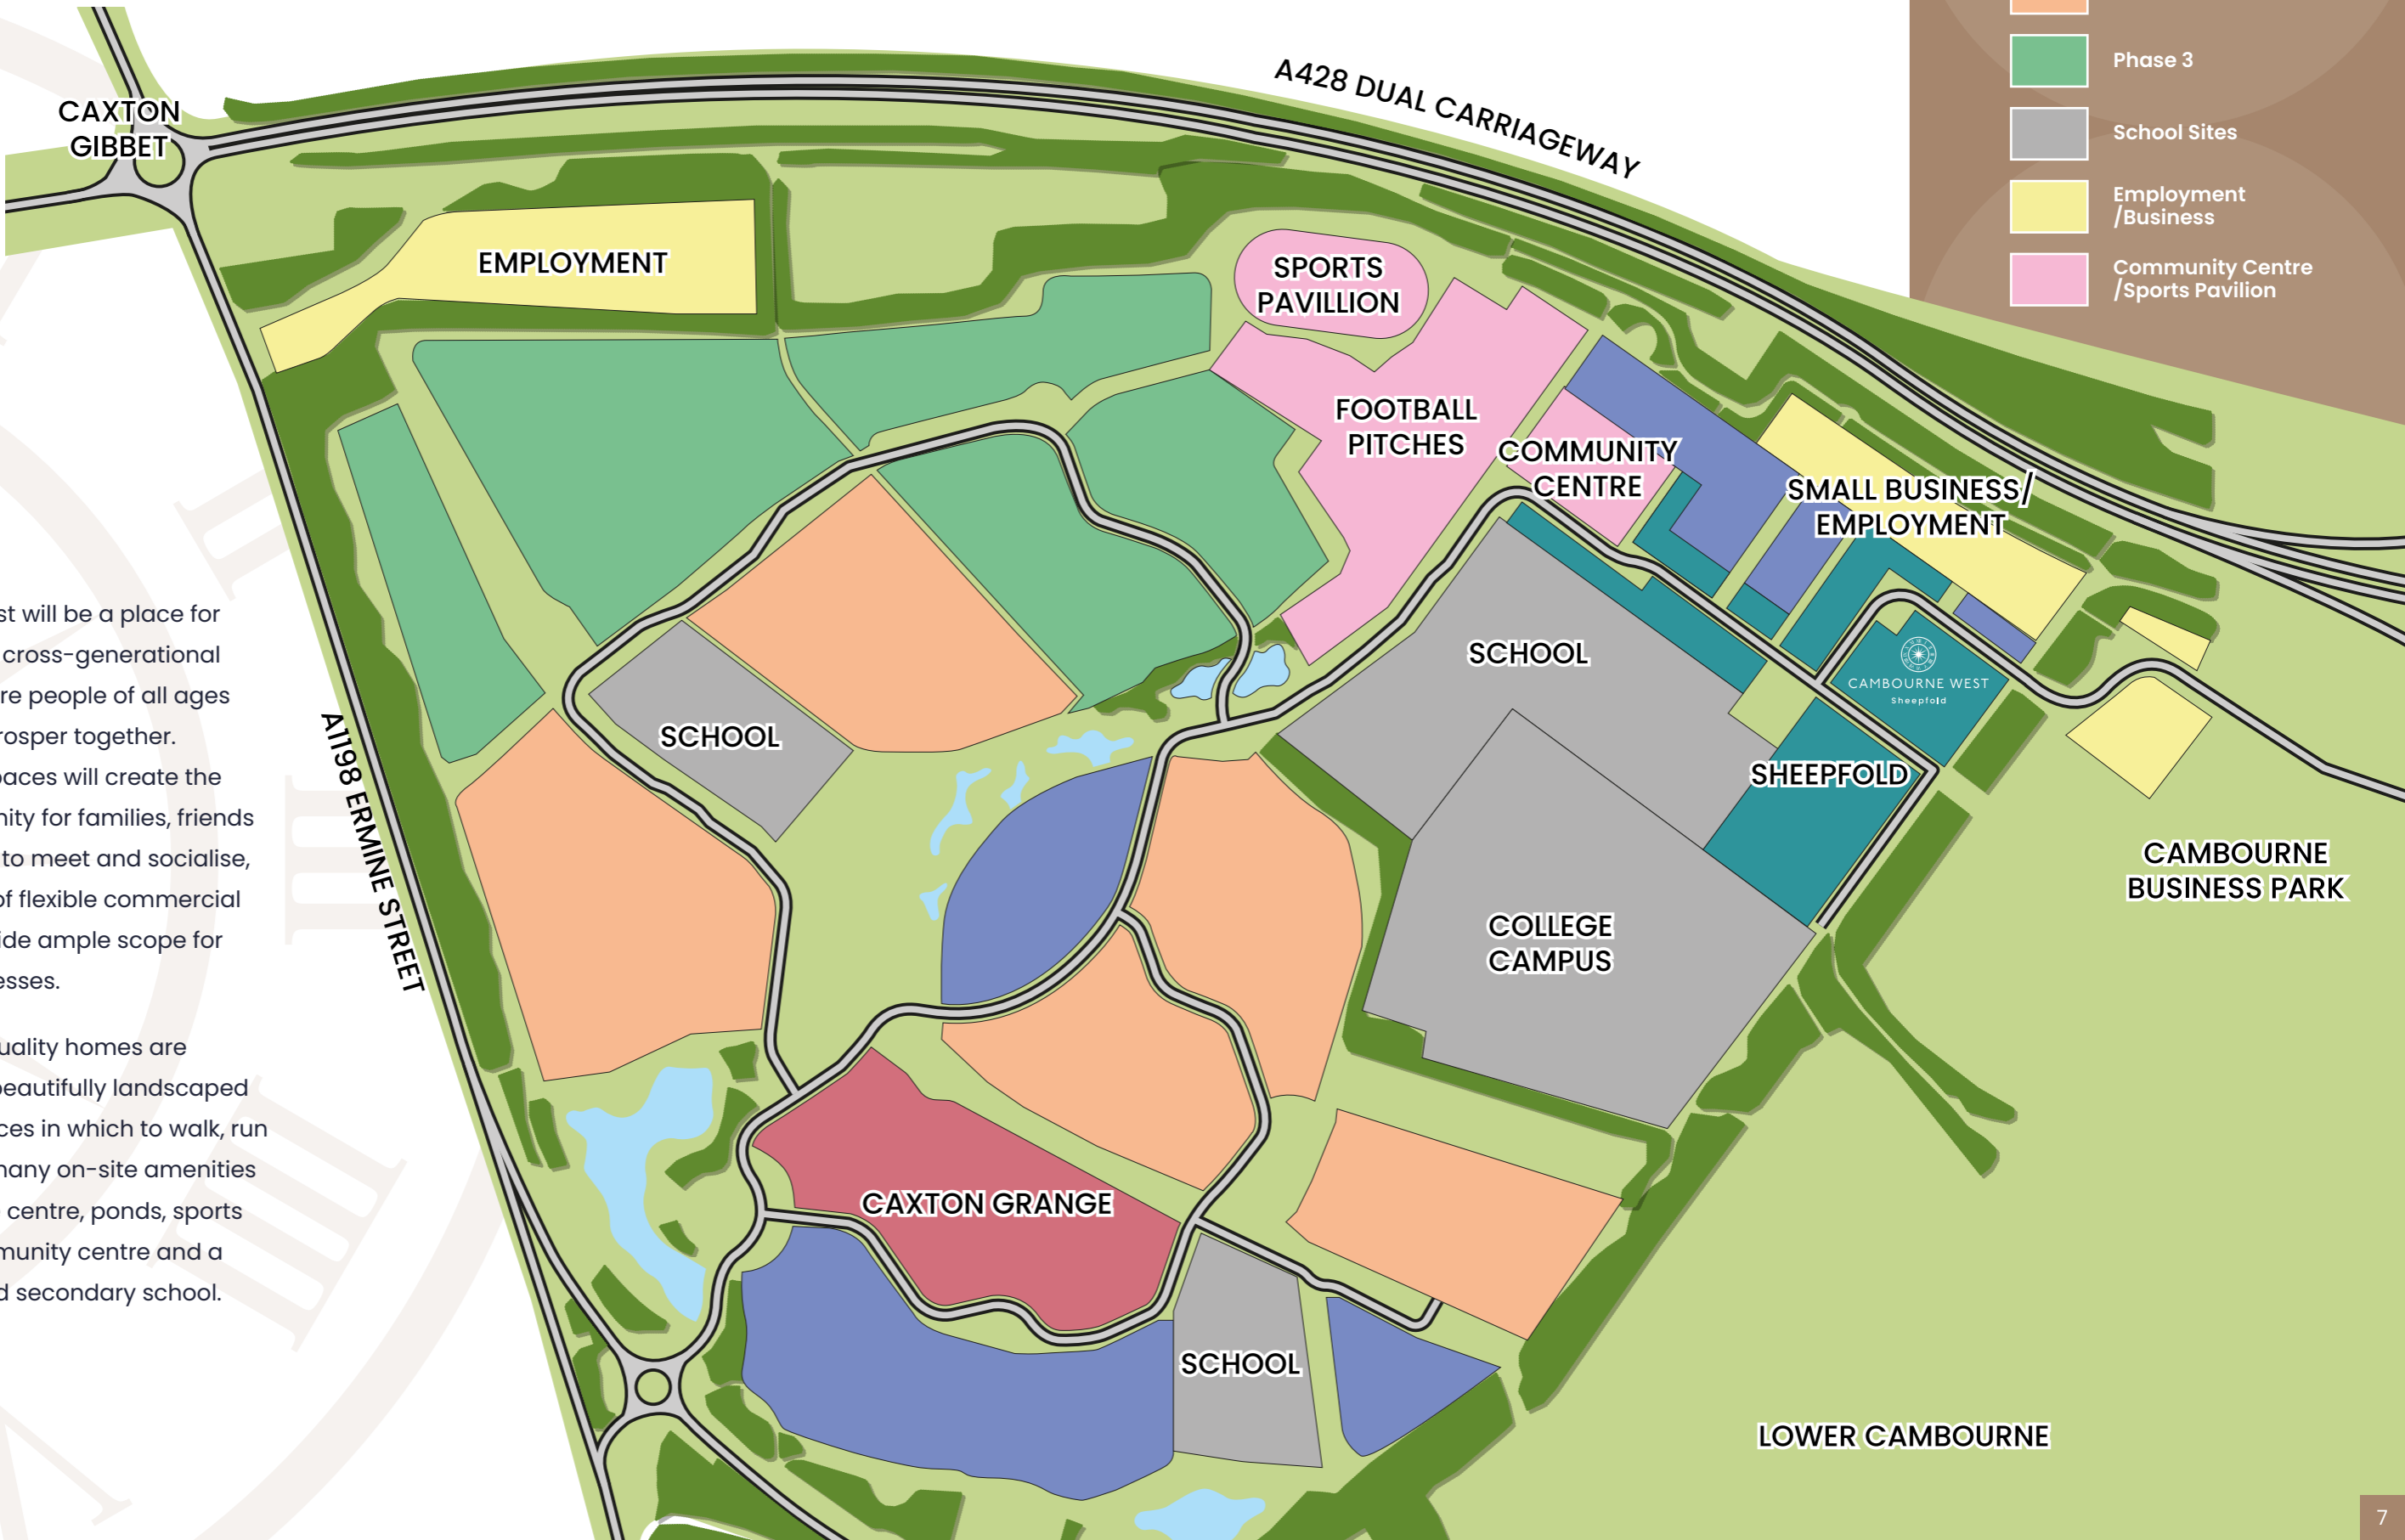 CAXTON
GIBBET
A428 DUAL CARRIAGEWAY
Phase 3
School Sites
Employment
/Business
Community Centre
/Sports Pavilion
EMPLOYMENT
SPORTS
PAVILLION
FOOTBALL
PITCHES
COMMUNITY
CENTRE
SMALL BUSINESS/
EMPLOYMENT
SCHOOL
CAMBOURNE WEST
Sheepfold
SHEEPFOLD
SCHOOL
A1198 ERMINE STREET
CAMBOURNE
BUSINESS PARK
COLLEGE
CAMPUS
CAXTON GRANGE
SCHOOL
LOWER CAMBOURNE
st will be a place for
cross-generational
re people of all ages
rosper together.
paces will create the
nity for families, friends
to meet and socialise,
of flexible commercial
ide ample scope for
esses.
uality homes are
beautifully landscaped
ces in which to walk, run
many on-site amenities
centre, ponds, sports
munity centre and a
d secondary school.
7